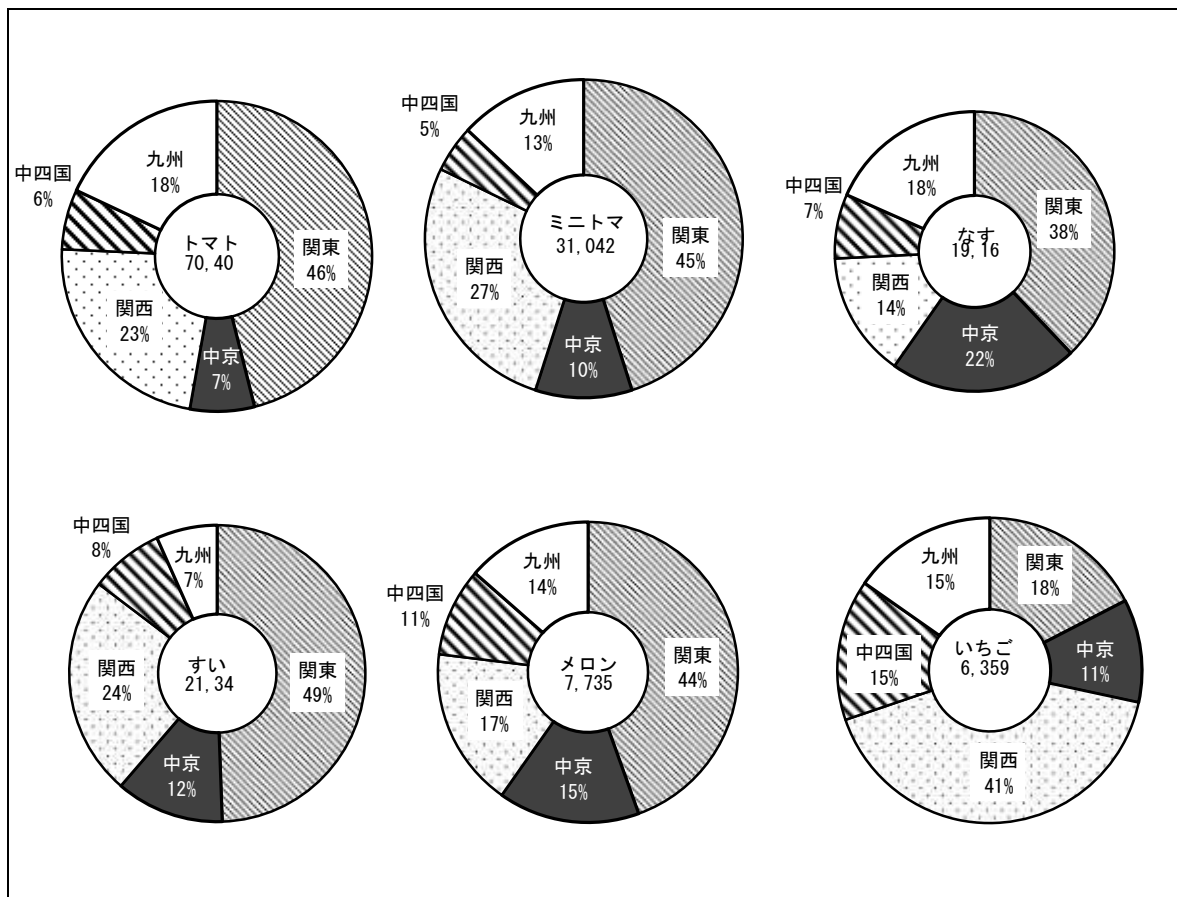 中四国
6%
九州
18%
トマト
70,40
関東
46%
関西
23%
中京
7%
中四国
5%
九州
13%
ミニトマ
31,042
関東
45%
関西
27%
中京
10%
中四国
7%
九州
18%
なす
19,16
関東
38%
関西
14%
中京
22%
中四国
8%
九州
7%
すい
21,34
関東
49%
関西
24%
中京
12%
中四国
11%
九州
14%
メロン
7,735
関東
44%
関西
17%
中京
15%
九州
15%
関東
18%
中四国
15%
いちご
6,359
中京
11%
関西
41%